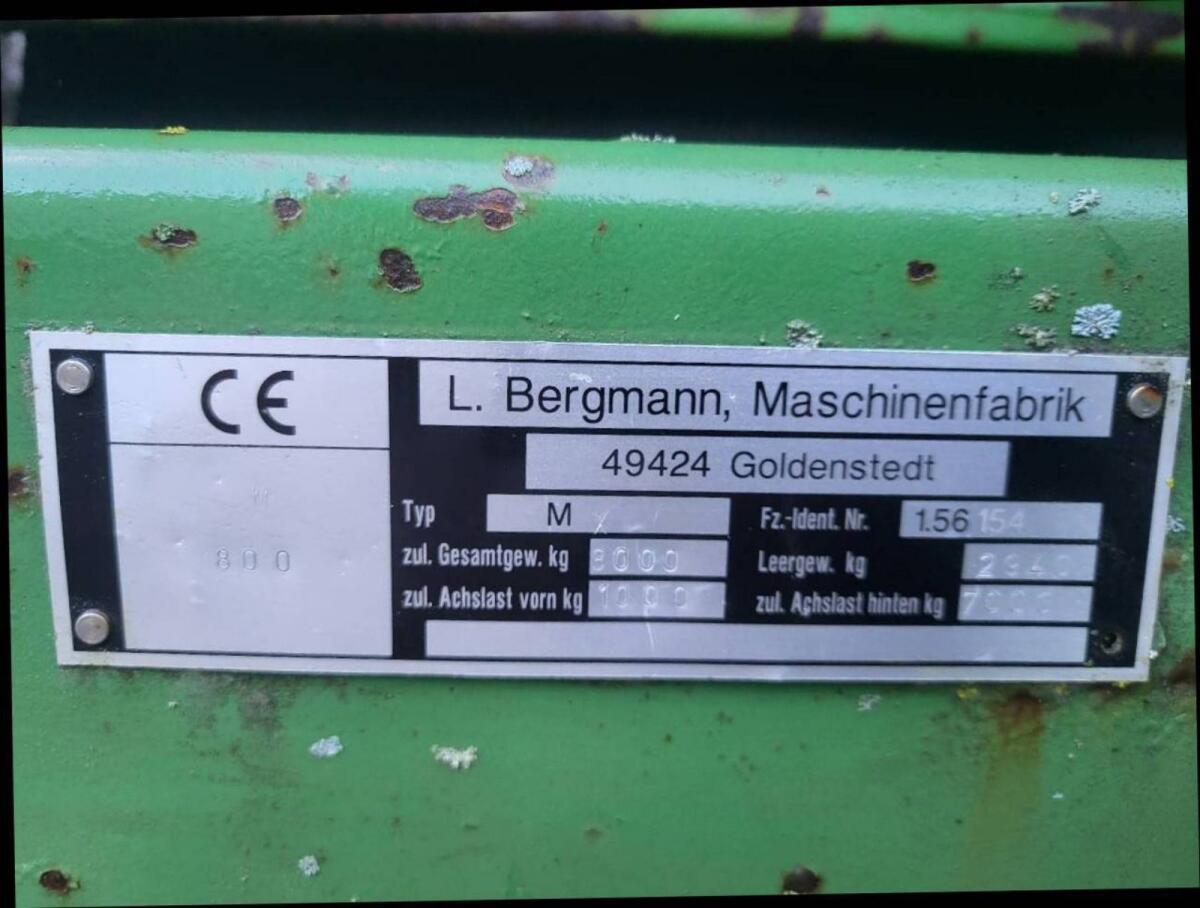 CE
M
800
L. Bergmann, Maschinenfabrik
49424 Goldenstedt
Typ M
Fz.-Ident. Nr. 1.56 154
zul. Gesamtgew. kg 8000
Leergew. kg 2940
zul. Achslast vorn kg 1000
zul. Achslast hinten kg 7000